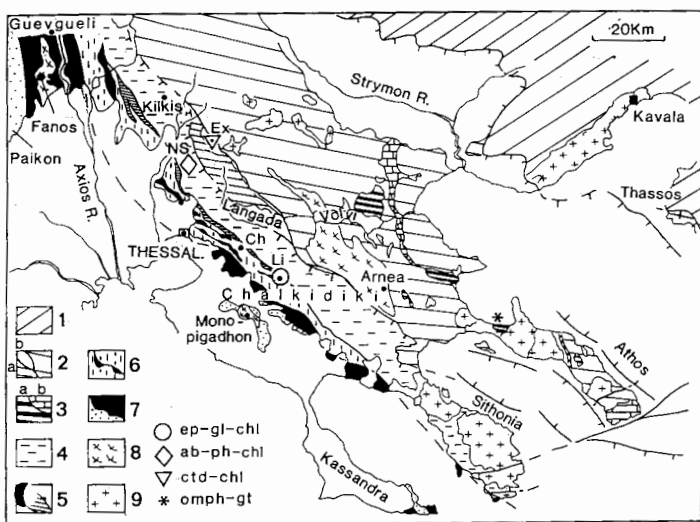 Guevgueli
20Km
Strymon R.
Kilkis
Kavala
Fanos
Ex
NS
Paikon
Axios R.
Thassos
Langada
Volvi
THESSAL.
Ch
Li
Arnea
Chalkidiki
Mono-
pigadhon
Athos
Sithonia
Kassandra
1
b
a 2
a b
3
4
5
6
7
8
9
ep-gl-chl
ab-ph-chl
ctd-chl
* omph-gt
*